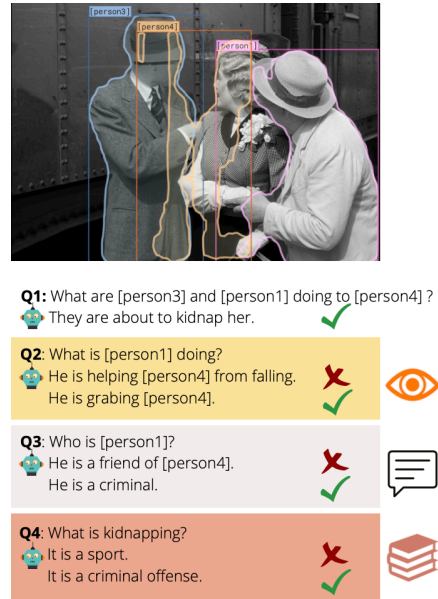 [person3]
[person4]
[person1]
Q1: What are [person3] and [person1] doing to [person4] ?
They are about to kidnap her.
Q2: What is [person1] doing?
He is helping [person4] from falling.
He is grabing [person4].
Q3: Who is [person1]?
He is a friend of [person4].
He is a criminal.
Q4: What is kidnapping?
It is a sport.
It is a criminal offense.